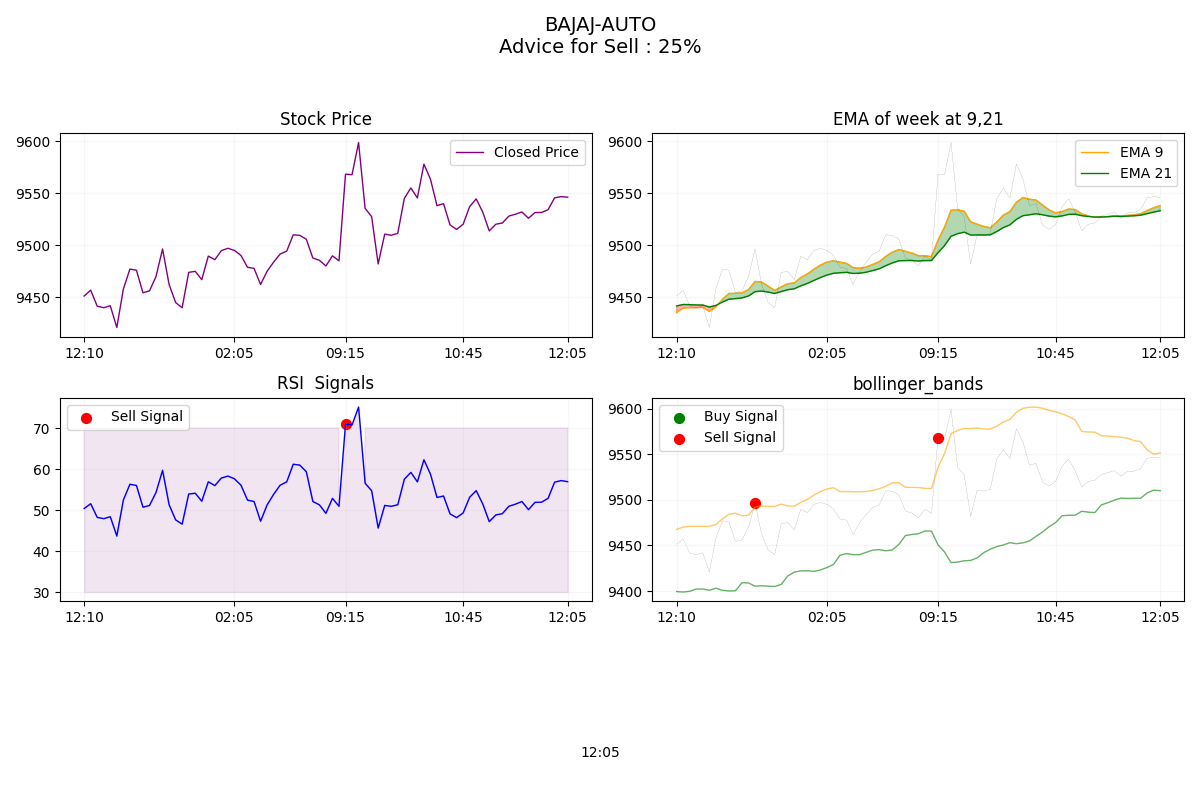 BAJAJ-AUTO
Advice for Sell : 25%
Stock Price
9600
9550
9500
9450
Closed Price
12:10 02:05 09:15 10:45 12:05
EMA of week at 9,21
9600
9550
9500
9450
EMA 9
EMA 21
12:10 02:05 09:15 10:45 12:05
RSI Signals
70
60
50
40
30
Sell Signal
12:10 02:05 09:15 10:45 12:05
bollinger_bands
9600
9550
9500
9450
9400
Buy Signal
Sell Signal
12:10 02:05 09:15 10:45 12:05
12:05